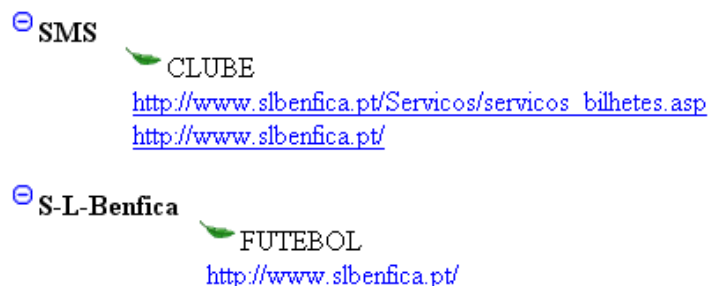 SMS
CLUBE
http://www.slbenfica.pt/Servicos/servicos_bilhetes.asp
http://www.slbenfica.pt/
S-L-Benfica
FUTEBOL
http://www.slbenfica.pt/